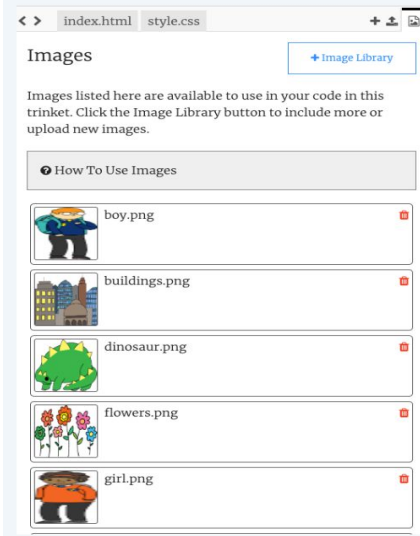 index.html style.css
Images
+ Image Library
Images listed here are available to use in your code in this
trinket. Click the Image Library button to include more or
upload new images.
How To Use Images
boy.png
buildings.png
dinosaur.png
flowers.png
girl.png